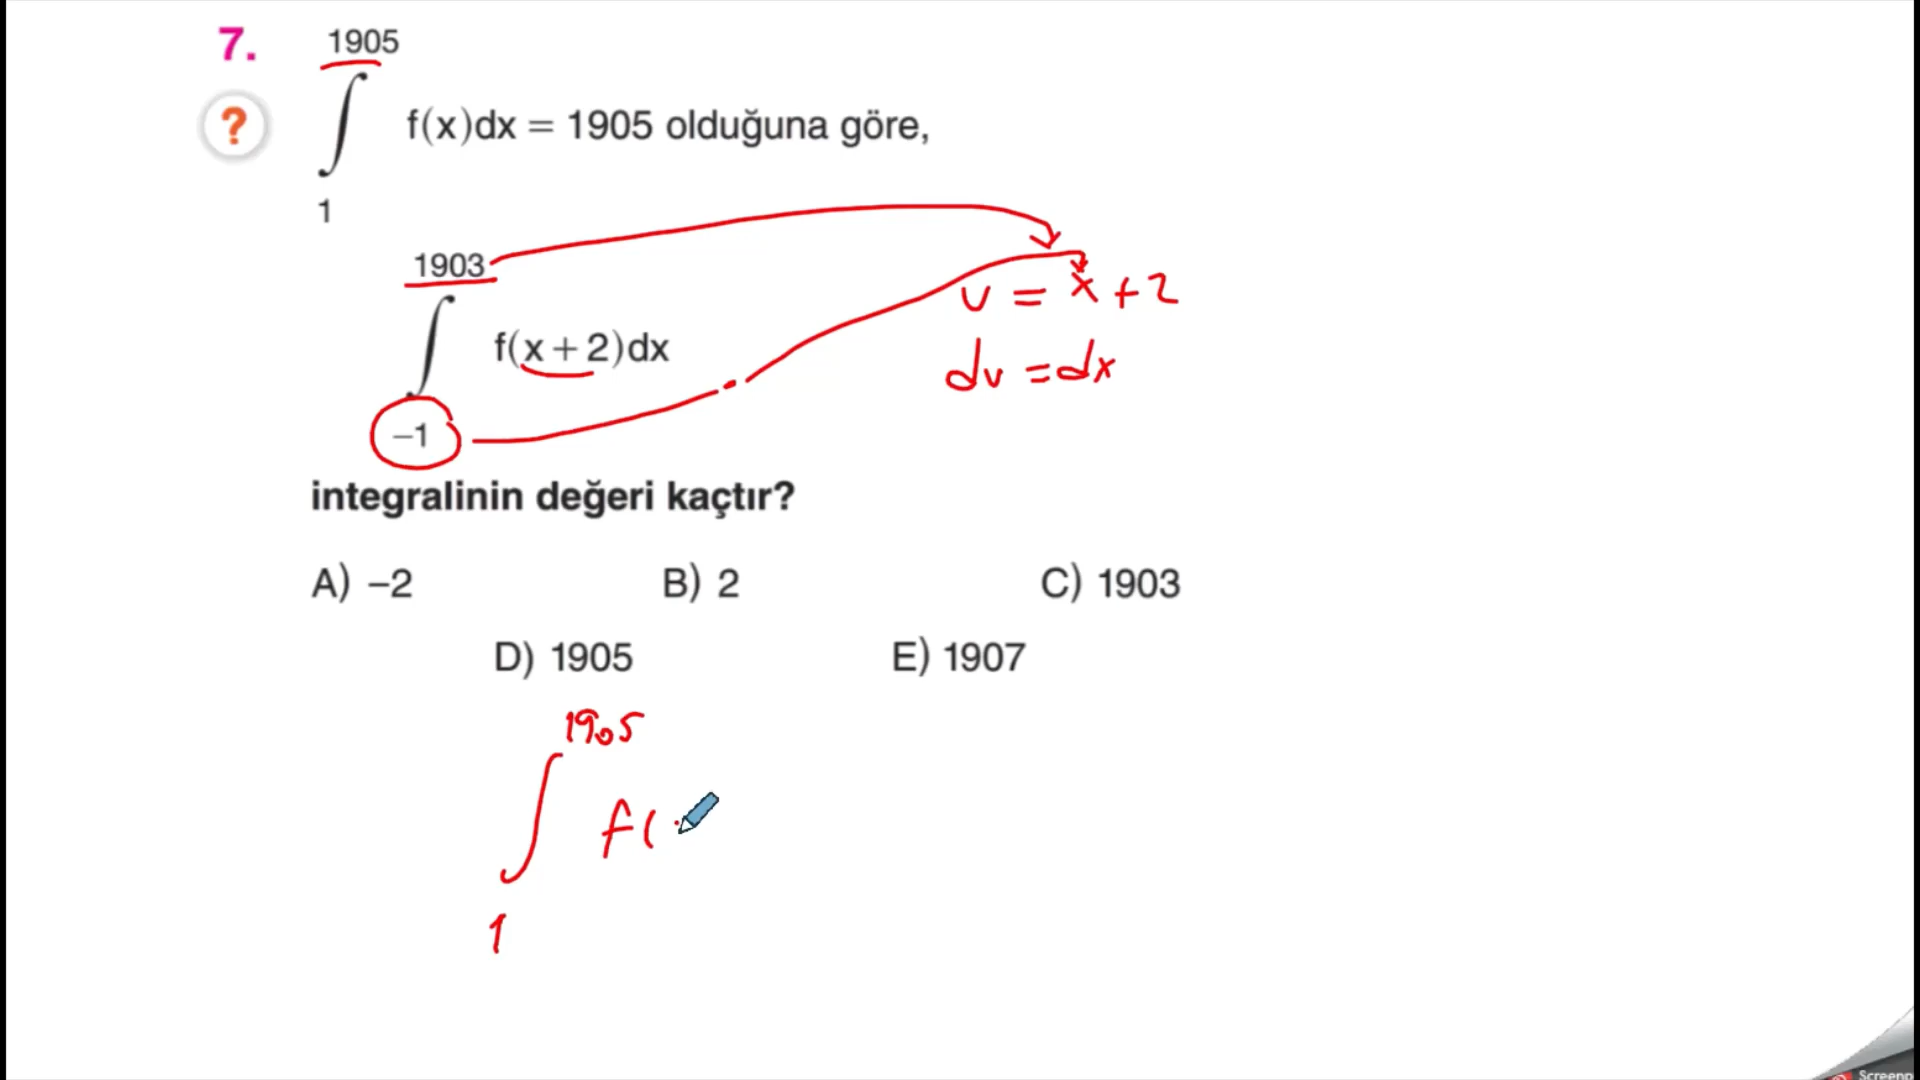 7.
1905
?
∫ f(x)dx = 1905 olduğuna göre,
1
1903
∫ f(x+2)dx
–1
v = x+2
dv = dx
integralinin değeri kaçtır?
A) –2 B) 2 C) 1903
D) 1905 E) 1907
1905
∫ f(
1